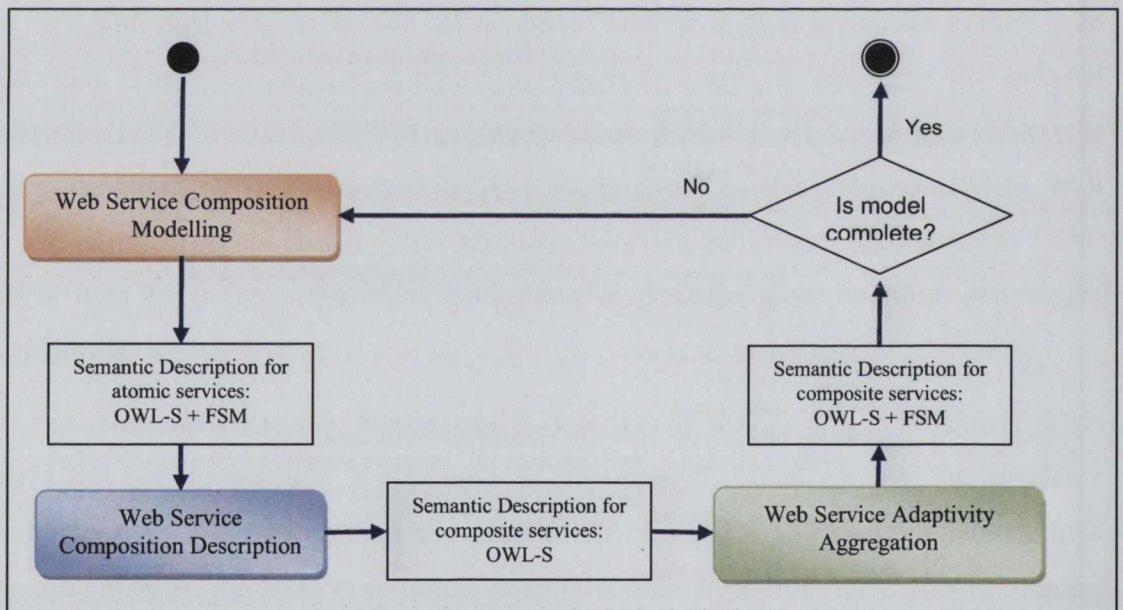 Web Service Composition
Modelling
Semantic Description for
atomic services:
OWL-S + FSM
Web Service
Composition Description
Semantic Description for
composite services:
OWL-S
Web Service Adaptivity
Aggregation
Semantic Description for
composite services:
OWL-S + FSM
Is model
complete?
No
Yes